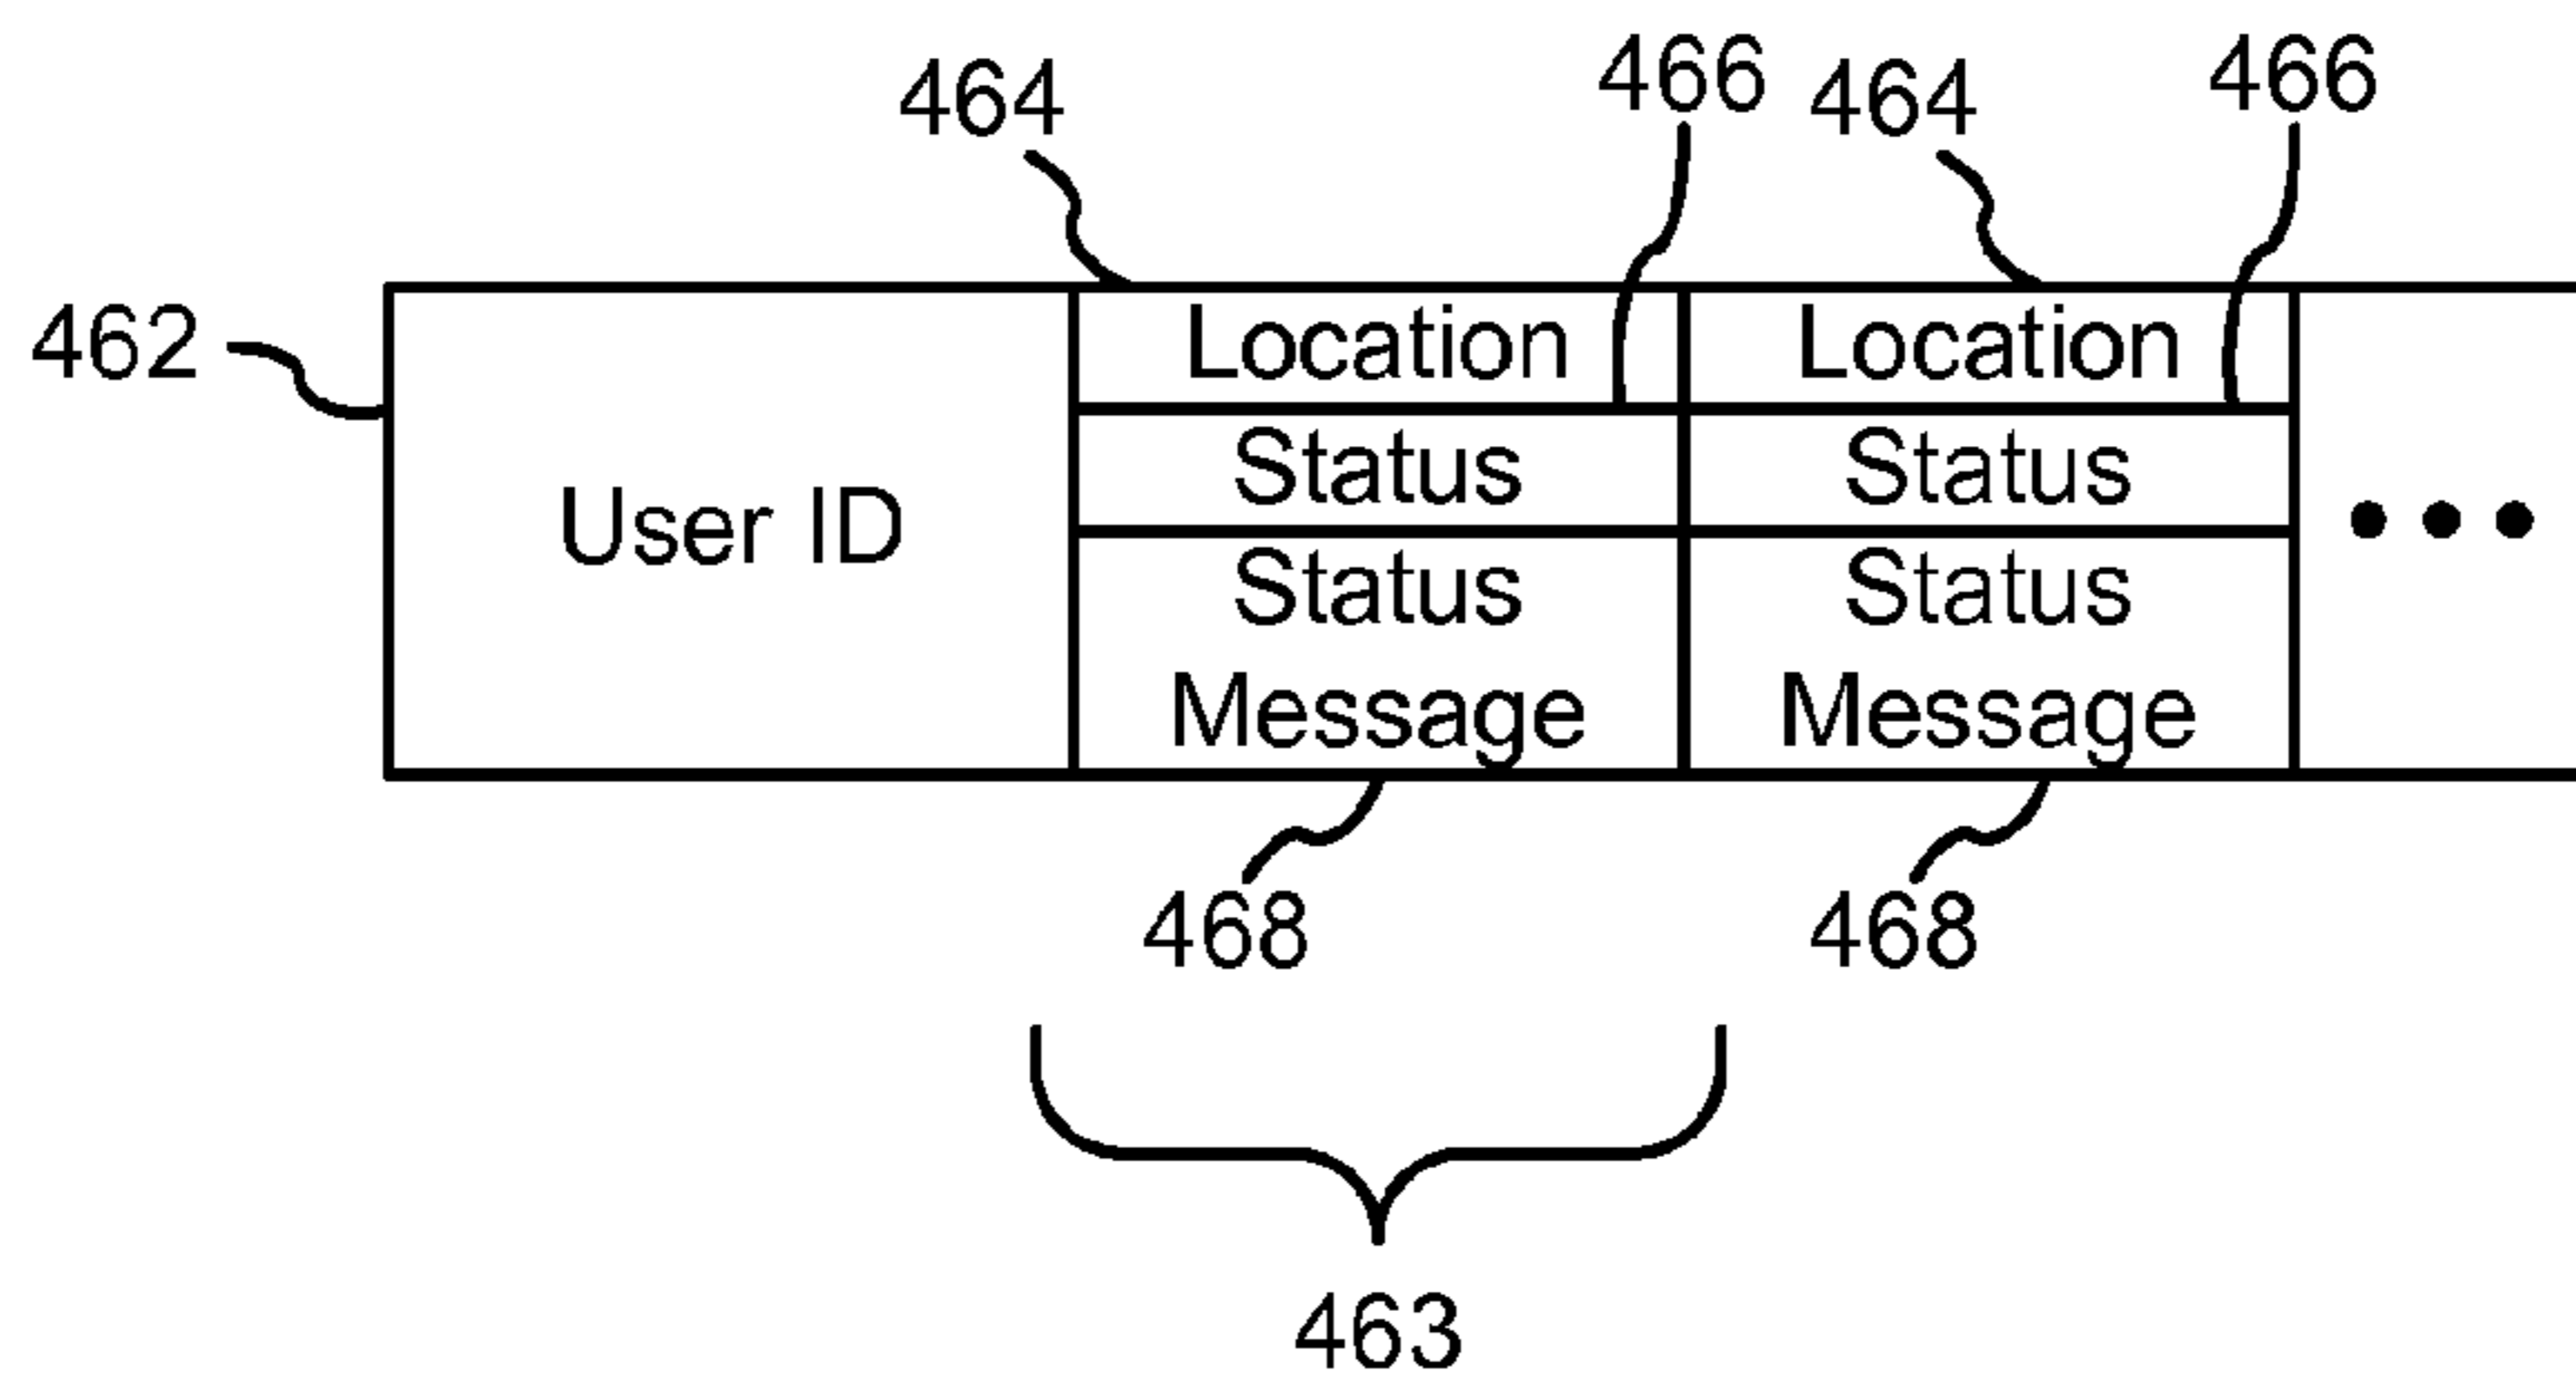 464 466 464 466
462 Location Location
User ID Status Status
Status Status
Message Message
468 468
463